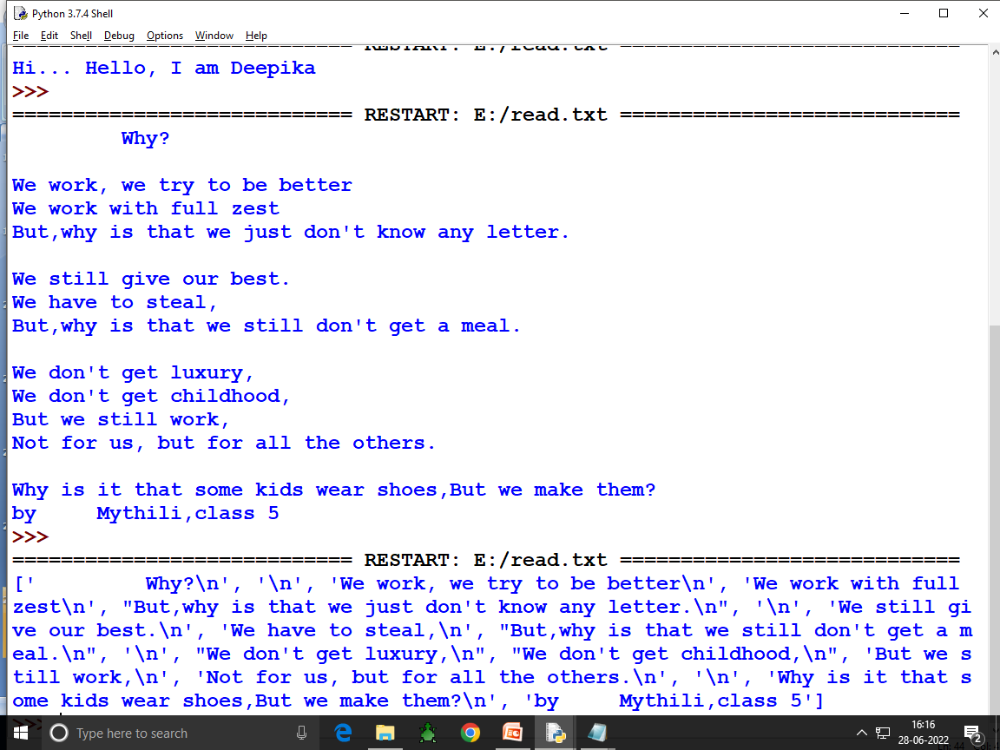 Python 3.7.4 Shell
File Edit Shell Debug Options Window Help
============================ RESTART: E:/read.txt ============================
Hi... Hello, I am Deepika
>>>
============================ RESTART: E:/read.txt ============================
         Why?
We work, we try to be better
We work with full zest
But,why is that we just don't know any letter.
We still give our best.
We have to steal,
But,why is that we still don't get a meal.
We don't get luxury,
We don't get childhood,
But we still work,
Not for us, but for all the others.
Why is it that some kids wear shoes,But we make them?
by     Mythili,class 5
>>>
============================ RESTART: E:/read.txt ============================
['         Why?\n', '\n', 'We work, we try to be better\n', 'We work with full
zest\n', "But,why is that we just don't know any letter.\n", '\n', 'We still gi
ve our best.\n', 'We have to steal,\n', "But,why is that we still don't get a m
eal.\n", '\n', "We don't get luxury,\n", "We don't get childhood,\n", 'But we s
till work,\n', 'Not for us, but for all the others.\n', '\n', 'Why is it that s
ome kids wear shoes,But we make them?\n', 'by     Mythili,class 5']
>>>
Type here to search
16:16
28-06-2022
2